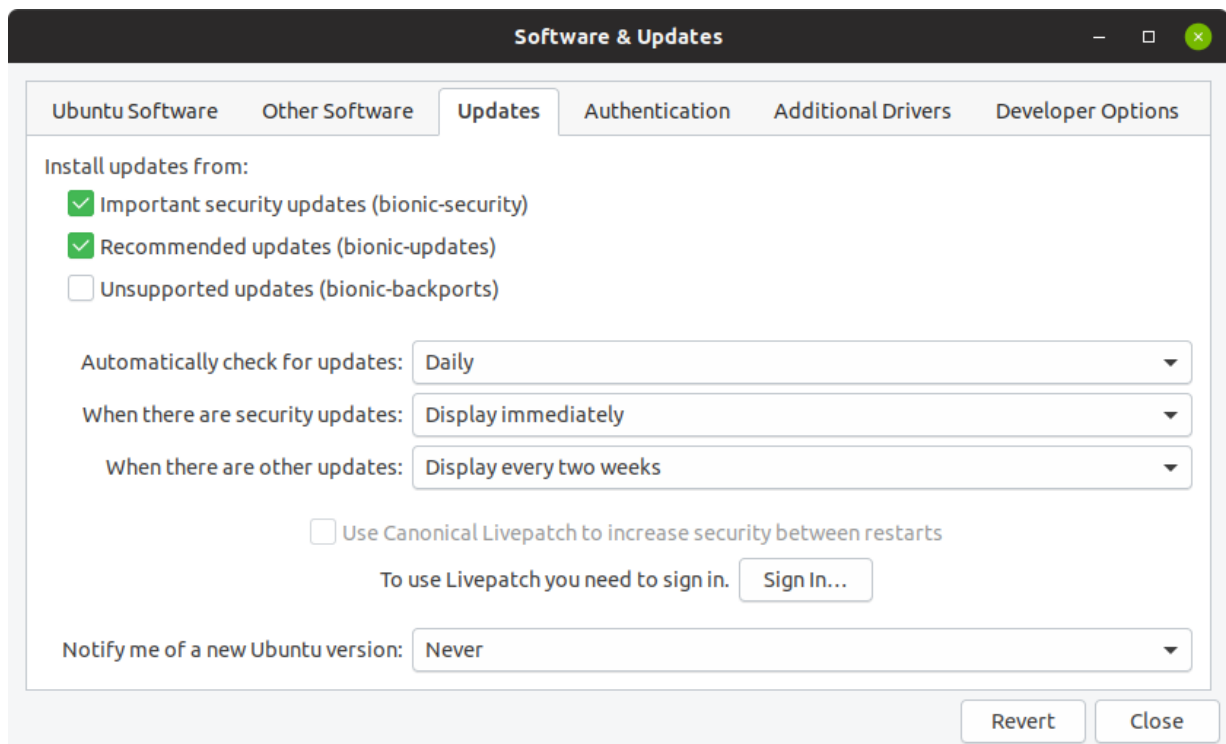 Software & Updates
Ubuntu Software Other Software Updates Authentication Additional Drivers Developer Options
Install updates from:
Important security updates (bionic-security)
Recommended updates (bionic-updates)
Unsupported updates (bionic-backports)
Automatically check for updates: Daily
When there are security updates: Display immediately
When there are other updates: Display every two weeks
Use Canonical Livepatch to increase security between restarts
To use Livepatch you need to sign in. Sign In...
Notify me of a new Ubuntu version: Never
Revert Close